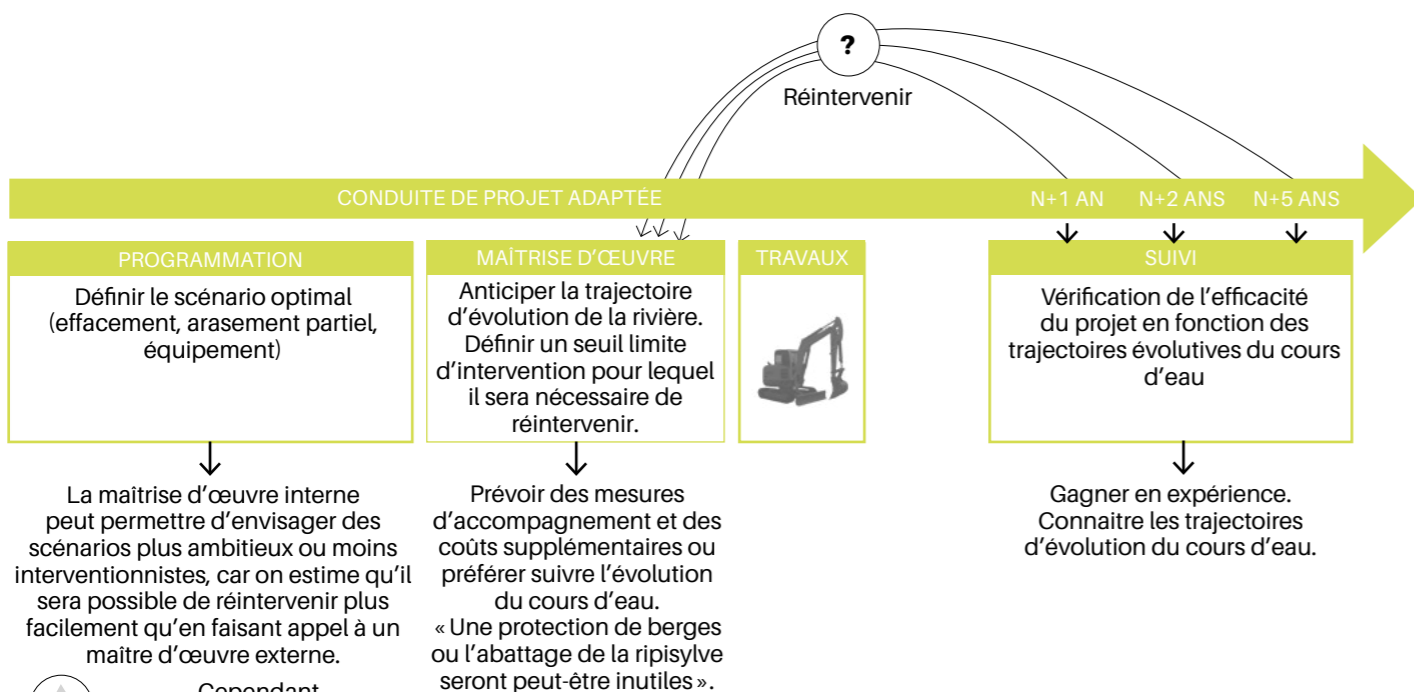 ?
Réintervenir
CONDUITE DE PROJET ADAPTÉE
N+1 AN
N+2 ANS
N+5 ANS
PROGRAMMATION
Définir le scénario optimal
(effacement, arasement partiel,
équipement)
La maîtrise d'œuvre interne
peut permettre d'envisager des
scénarios plus ambitieux ou moins
interventionnistes, car on estime qu'il
sera possible de réintervenir plus
facilement qu'en faisant appel à un
maître d'œuvre externe.
Cependant
MAÎTRISE D'ŒUVRE
Anticiper la trajectoire
d'évolution de la rivière.
Définir un seuil limite
d'intervention pour lequel
il sera nécessaire de
réintervenir.
Prévoir des mesures
d'accompagnement et des
coûts supplémentaires ou
préférer suivre l'évolution
du cours d'eau.
« Une protection de berges
ou l'abattage de la ripisylve
seront peut-être inutiles ».
TRAVAUX
SUIVI
Vérification de l'efficacité
du projet en fonction des
trajectoires évolutives du cours
d'eau
Gagner en expérience.
Connaitre les trajectoires
d'évolution du cours d'eau.